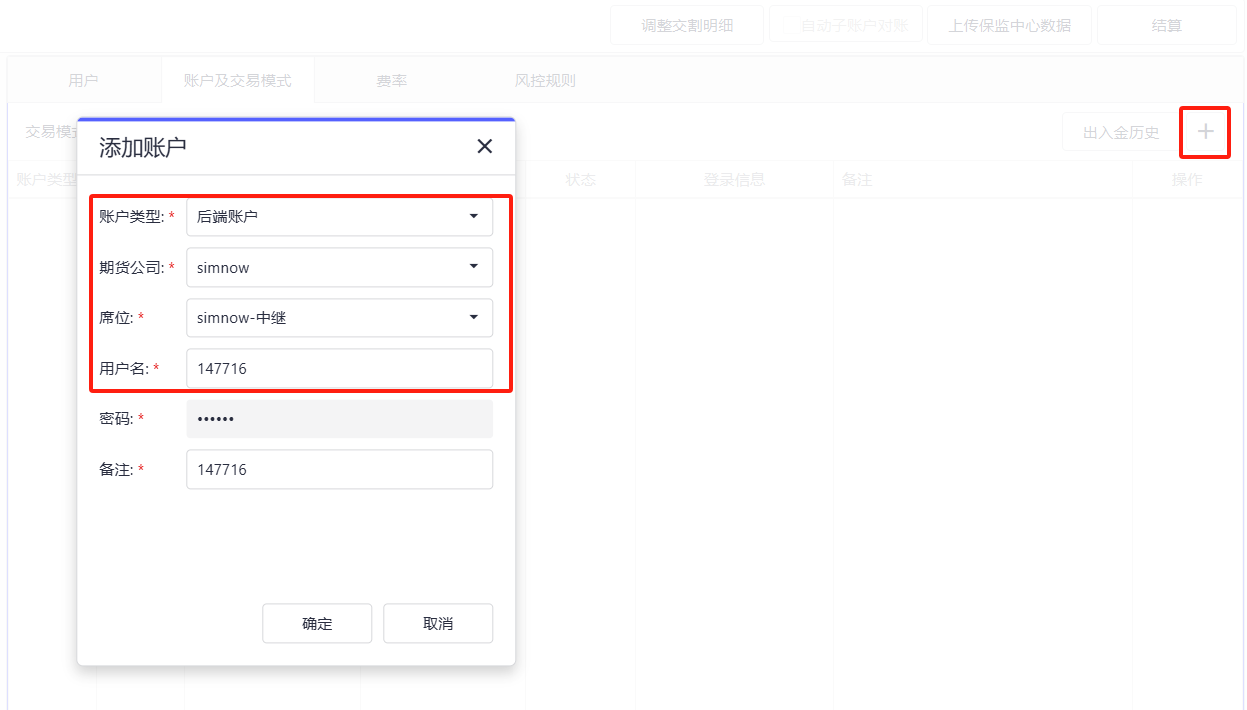 调整交割明细 自动子账户对账 上传保监中心数据 结算
用户 账户及交易模式 费率 风控规则
交易模式 出入金历史 +
账户类型 状态 登录信息 备注 操作
添加账户
账户类型: * 后端账户
期货公司: * simnow
席位: * simnow-中继
用户名: * 147716
密码: * ••••••
备注: * 147716
确定 取消